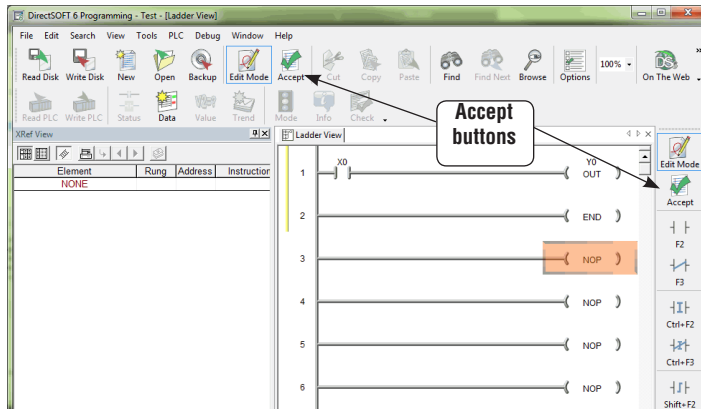 DirectSOFT 6 Programming - Test - [Ladder View]
File Edit Search View Tools PLC Debug Window Help
Read Disk Write Disk New Open Backup Edit Mode Accept Cut Copy Paste Find Find Next Browse Options 100% On The Web
Read PLC Write PLC Status Data Value Trend Mode Info Check
Accept
buttons
XRef View
Ladder View
Element Rung Address Instruction
NONE
1 X0 Y0
OUT
2 END
3 NOP
4 NOP
5 NOP
6 NOP
Edit Mode
Accept
F2
F3
Ctrl+F2
Ctrl+F3
Shift+F2